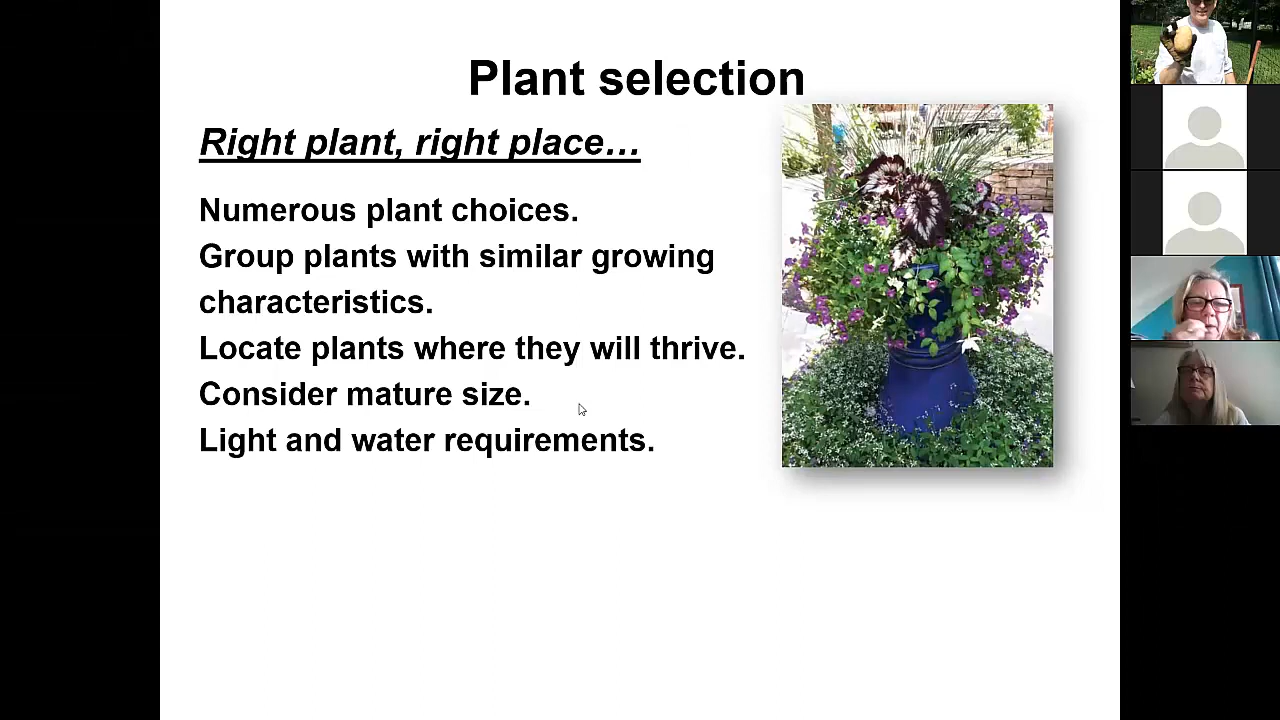 Plant selection
Right plant, right place…
Numerous plant choices.
Group plants with similar growing
characteristics.
Locate plants where they will thrive.
Consider mature size.
Light and water requirements.